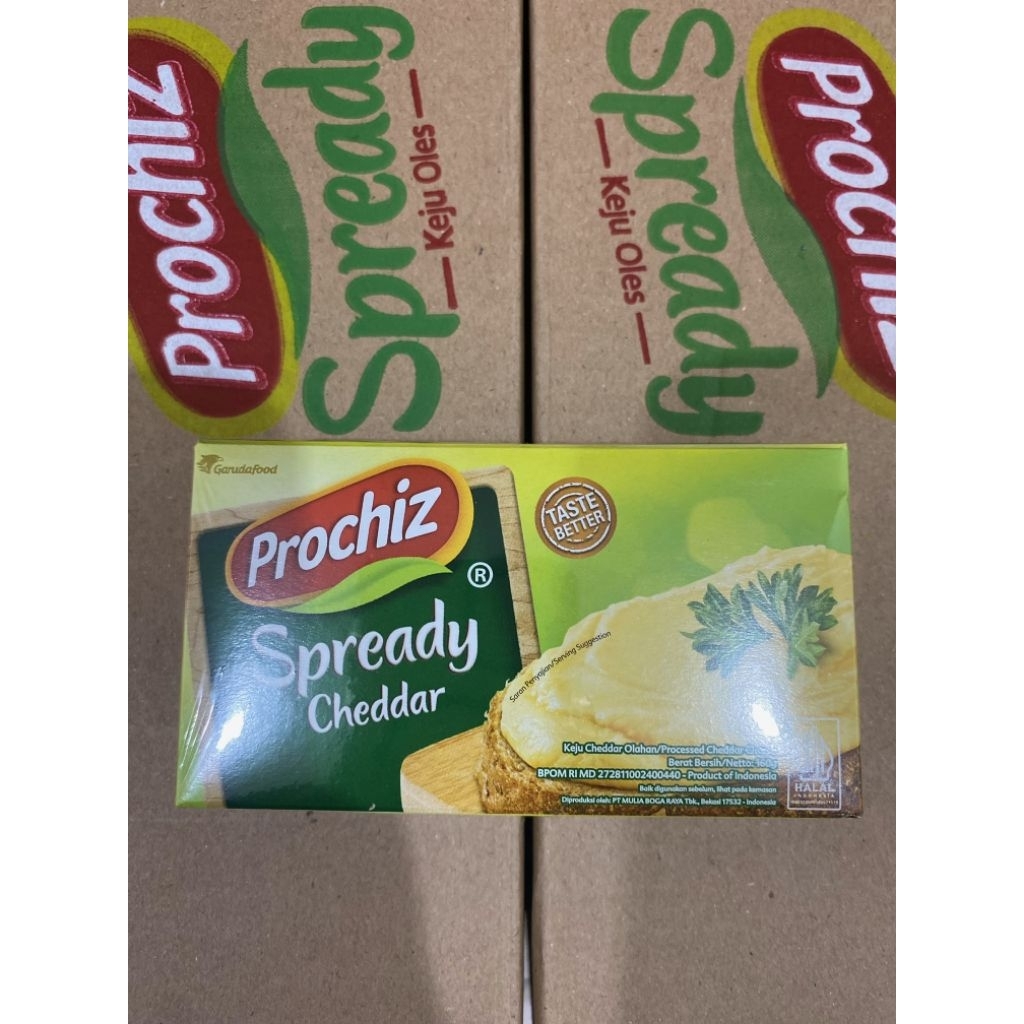 Prochiz
Spready
Keju Oles
Prochiz
Spready
Keju Oles
Garudafood
Prochiz
®
Spready
Cheddar
TASTE
BETTER
Saran Penyajian/Serving Suggestion
Keju Cheddar Olahan/Processed Cheddar
Berat Bersih/Netto: 160g
BPOM RI MD 272811002400440 - Product of Indonesia
Baik digunakan sebelum, lihat pada kemasan
Diproduksi oleh: PT MULIA BOGA RAYA Tbk., Bekasi 17532 - Indonesia
HALAL
INDONESIA